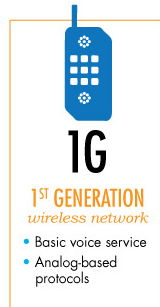 1G
1ST GENERATION
wireless network
• Basic voice service
• Analog-based
protocols